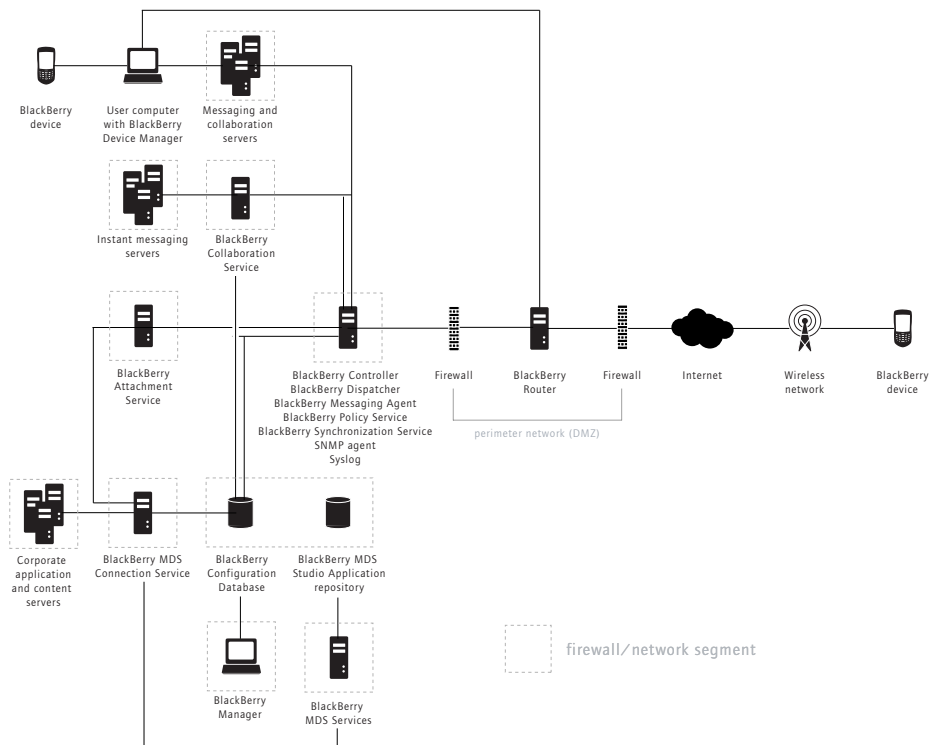 BlackBerry
device
User computer
with BlackBerry
Device Manager
Messaging and
collaboration
servers
Instant messaging
servers
BlackBerry
Collaboration
Service
BlackBerry
Attachment
Service
BlackBerry Controller
BlackBerry Dispatcher
BlackBerry Messaging Agent
BlackBerry Policy Service
BlackBerry Synchronization Service
SNMP agent
Syslog
Firewall
BlackBerry
Router
Firewall
Internet
Wireless
network
BlackBerry
device
perimeter network (DMZ)
Corporate
application
and content
servers
BlackBerry MDS
Connection Service
BlackBerry
Configuration
Database
BlackBerry MDS
Studio Application
repository
BlackBerry
Manager
BlackBerry
MDS Services
firewall/network segment